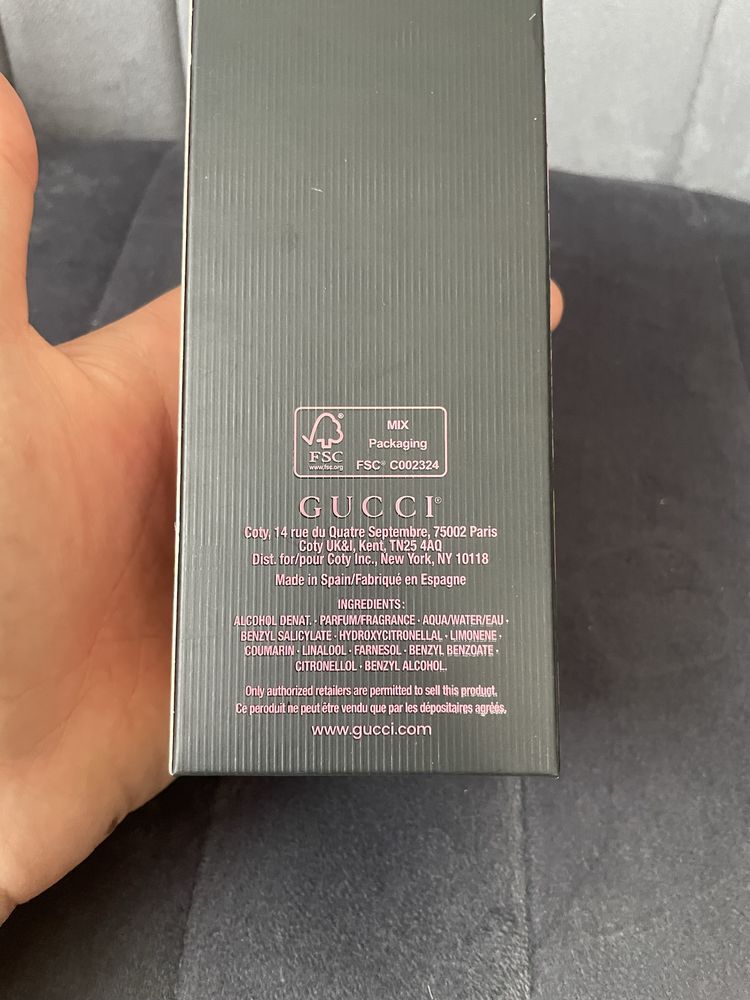 MIX
Packaging
FSC® C002324
FSC®
www.fsc.org
GUCCI®
Coty, 14 rue du Quatre Septembre, 75002 Paris
Coty UK&I, Kent, TN25 4AQ
Dist. for/pour Coty Inc., New York, NY 10118
Made in Spain/Fabriqué en Espagne
INGREDIENTS:
ALCOHOL DENAT. · PARFUM/FRAGRANCE · AQUA/WATER/EAU ·
BENZYL SALICYLATE · HYDROXYCITRONELLAL · LIMONENE ·
COUMARIN · LINALOOL · FARNESOL · BENZYL BENZOATE ·
CITRONELLOL · BENZYL ALCOHOL.
Only authorized retailers are permitted to sell this product.
Ce peroduit ne peut être vendu que par les dépositaires agréés.
www.gucci.com